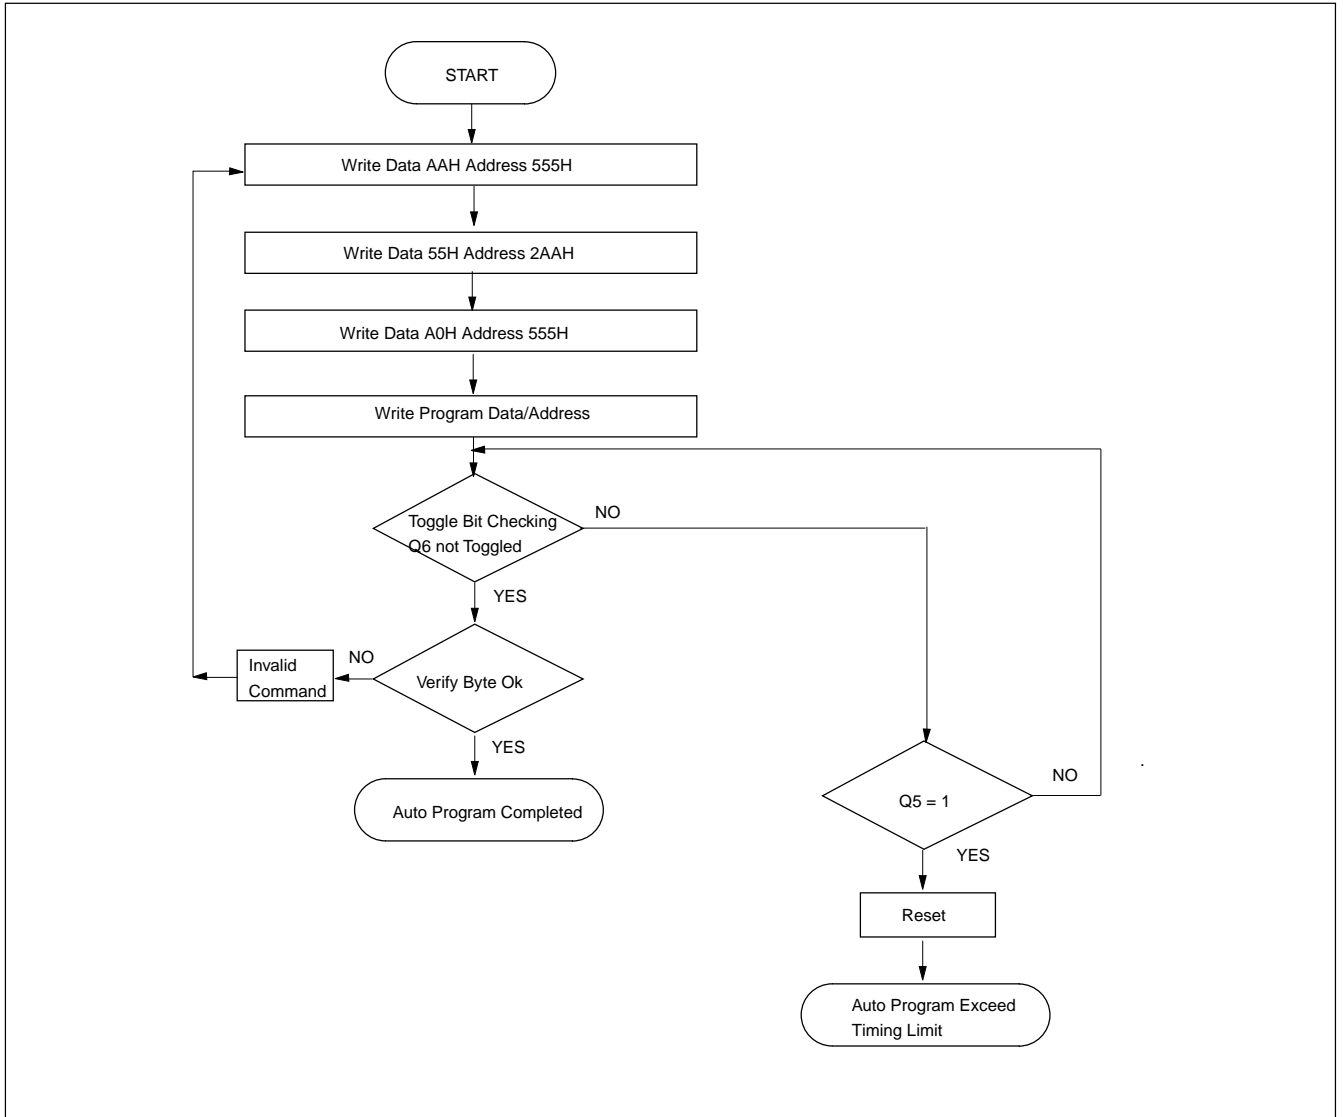 START
Write Data AAH Address 555H
Write Data 55H Address 2AAH
Write Data A0H Address 555H
Write Program Data/Address
Toggle Bit Checking
Q6 not Toggled
NO
YES
Invalid
Command
NO
Verify Byte Ok
YES
Auto Program Completed
Q5 = 1
NO
YES
Reset
Auto Program Exceed
Timing Limit